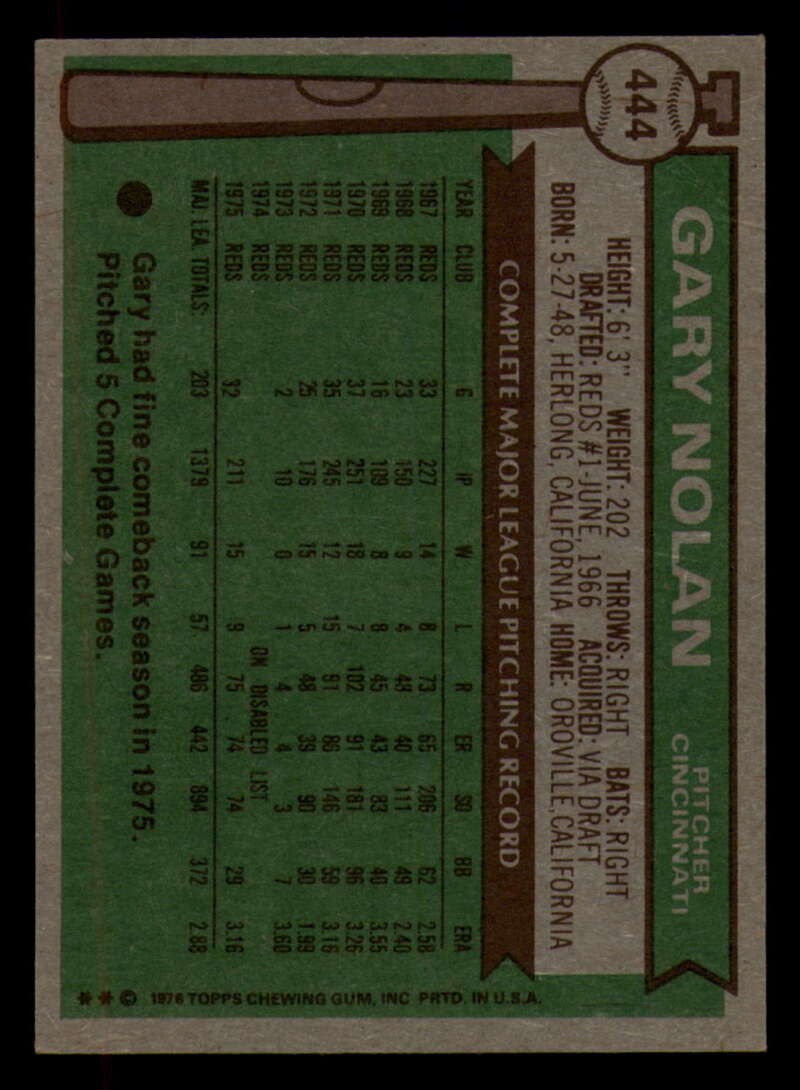 444
GARY NOLAN
PITCHER
CINCINNATI
HEIGHT: 6' 3" WEIGHT: 202 THROWS: RIGHT BATS: RIGHT
DRAFTED: REDS #1-JUNE, 1966 ACQUIRED: VIA DRAFT
BORN: 5-27-48, HERLONG, CALIFORNIA HOME: OROVILLE, CALIFORNIA
COMPLETE MAJOR LEAGUE PITCHING RECORD
YEAR CLUB G IP W L R ER SO BB ERA
1967 REDS 33 227 14 8 73 65 206 62 2.58
1968 REDS 23 150 9 4 48 40 111 49 2.40
1969 REDS 16 109 8 8 45 43 83 40 3.55
1970 REDS 37 251 18 7 102 91 181 96 3.26
1971 REDS 35 245 12 15 91 86 146 59 3.16
1972 REDS 25 176 15 5 48 39 90 30 1.99
1973 REDS 2 10 0 1 4 4 3 7 3.60
1974 REDS ON DISABLED LIST
1975 REDS 32 211 15 9 75 74 74 29 3.16
MAJ. LEA. TOTALS 203 1379 91 57 486 442 894 372 2.88
Gary had fine comeback season in 1975.
Pitched 5 Complete Games.
** © 1976 TOPPS CHEWING GUM, INC. PRTD. IN U.S.A.